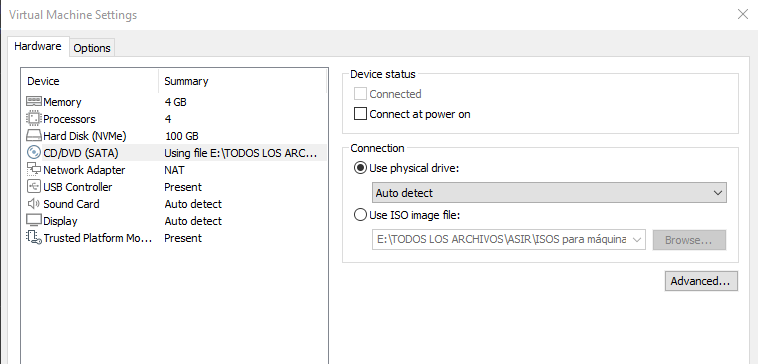 Virtual Machine Settings
Hardware Options
Device Summary
Memory 4 GB
Processors 4
Hard Disk (NVMe) 100 GB
CD/DVD (SATA) Using file E:\TODOS LOS ARC...
Network Adapter NAT
USB Controller Present
Sound Card Auto detect
Display Auto detect
Trusted Platform Mo... Present
Device status
Connected
Connect at power on
Connection
Use physical drive:
Auto detect
Use ISO image file:
E:\TODOS LOS ARCHIVOS\ASIR\ISOS para máquina Browse...
Advanced...